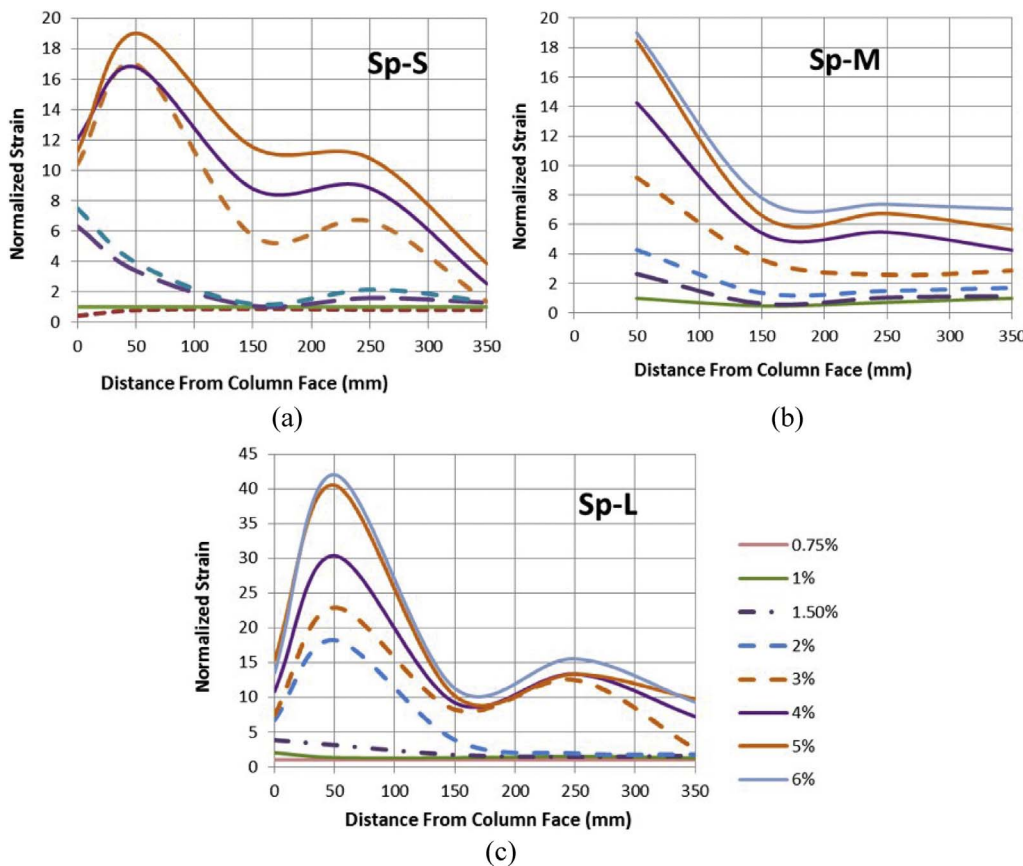 Sp-S
Normalized Strain
20
18
16
14
12
10
8
6
4
2
0
0 50 100 150 200 250 300 350
Distance From Column Face (mm)
(a)
Sp-M
Normalized Strain
20
18
16
14
12
10
8
6
4
2
0
0 50 100 150 200 250 300 350
Distance From Column Face (mm)
(b)
Sp-L
Normalized Strain
45
40
35
30
25
20
15
10
5
0
0 50 100 150 200 250 300 350
Distance From Column Face (mm)
(c)
0.75%
1%
1.50%
2%
3%
4%
5%
6%